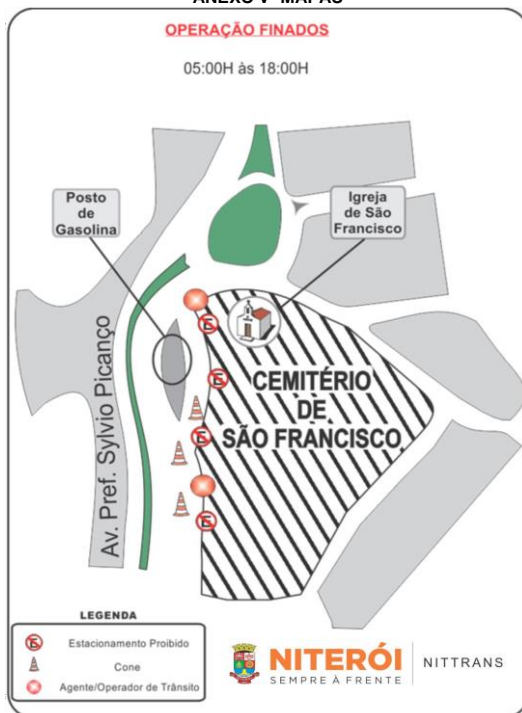 ANEXO V- MAPAS
OPERAÇÃO FINADOS
05:00H às 18:00H
Posto
de
Gasolina
Igreja
de São
Francisco
Av. Pref. Sylvio Picanço
CEMITÉRIO
DE
SÃO FRANCISCO
LEGENDA
Estacionamento Proibido
Cone
Agente/Operador de Trânsito
NITERÓI
SEMPRE À FRENTE
NITTRANS